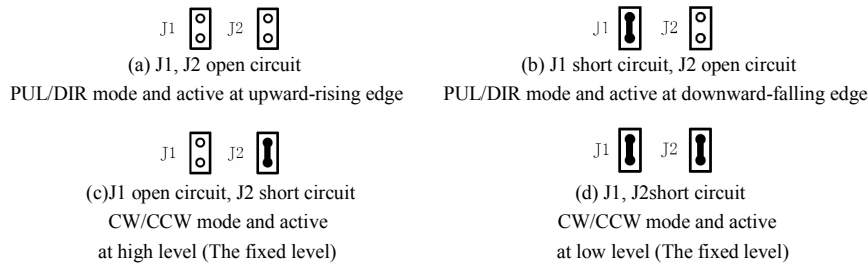 J1 J2
(a) J1, J2 open circuit
PUL/DIR mode and active at upward-rising edge
J1 J2
(b) J1 short circuit, J2 open circuit
PUL/DIR mode and active at downward-falling edge
J1 J2
(c)J1 open circuit, J2 short circuit
CW/CCW mode and active
at high level (The fixed level)
J1 J2
(d) J1, J2short circuit
CW/CCW mode and active
at low level (The fixed level)